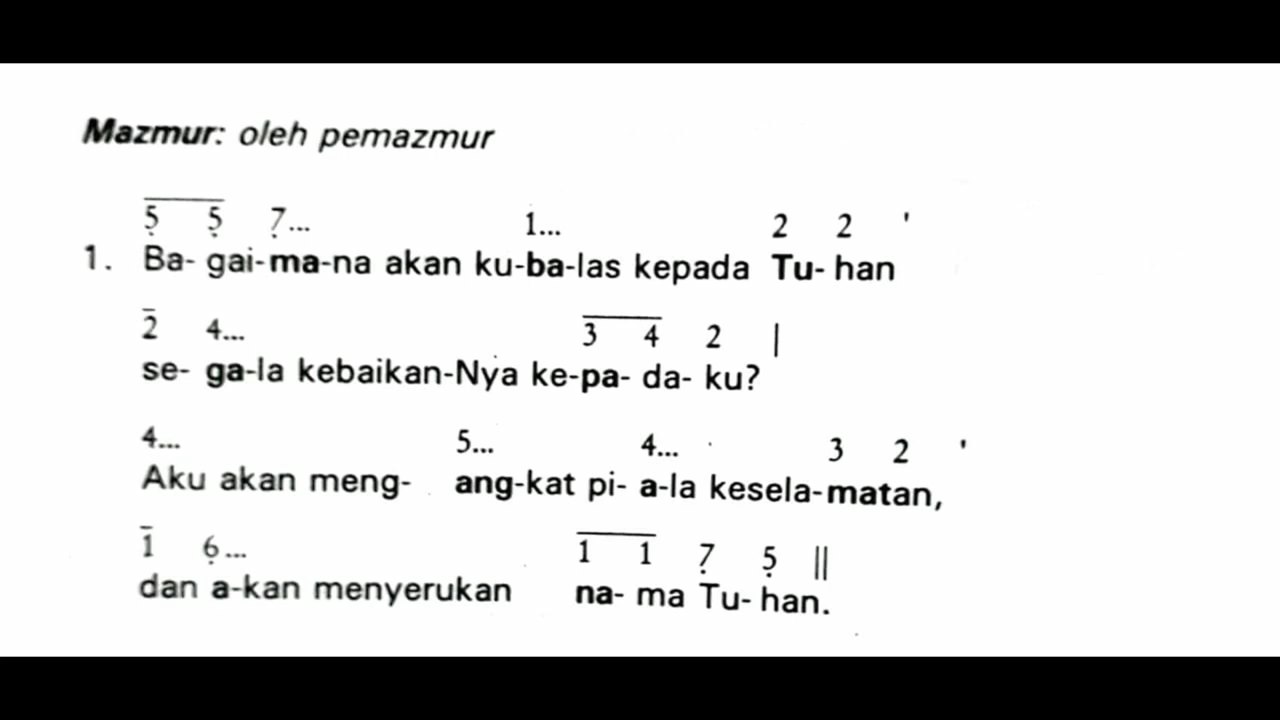 Mazmur: oleh pemazmur
5̣ 5̣ 7̣... 1... 2 2 '
1. Ba- gai-ma-na akan ku-ba-las kepada Tu- han
2 4... 3 4 2 |
se- ga-la kebaikan-Nya ke-pa- da- ku?
4... 5... 4... 3 2 '
Aku akan meng- ang-kat pi- a-la kesela-matan,
1 6̣... 1 1 7̣ 5̣ ||
dan a-kan menyerukan na- ma Tu- han.